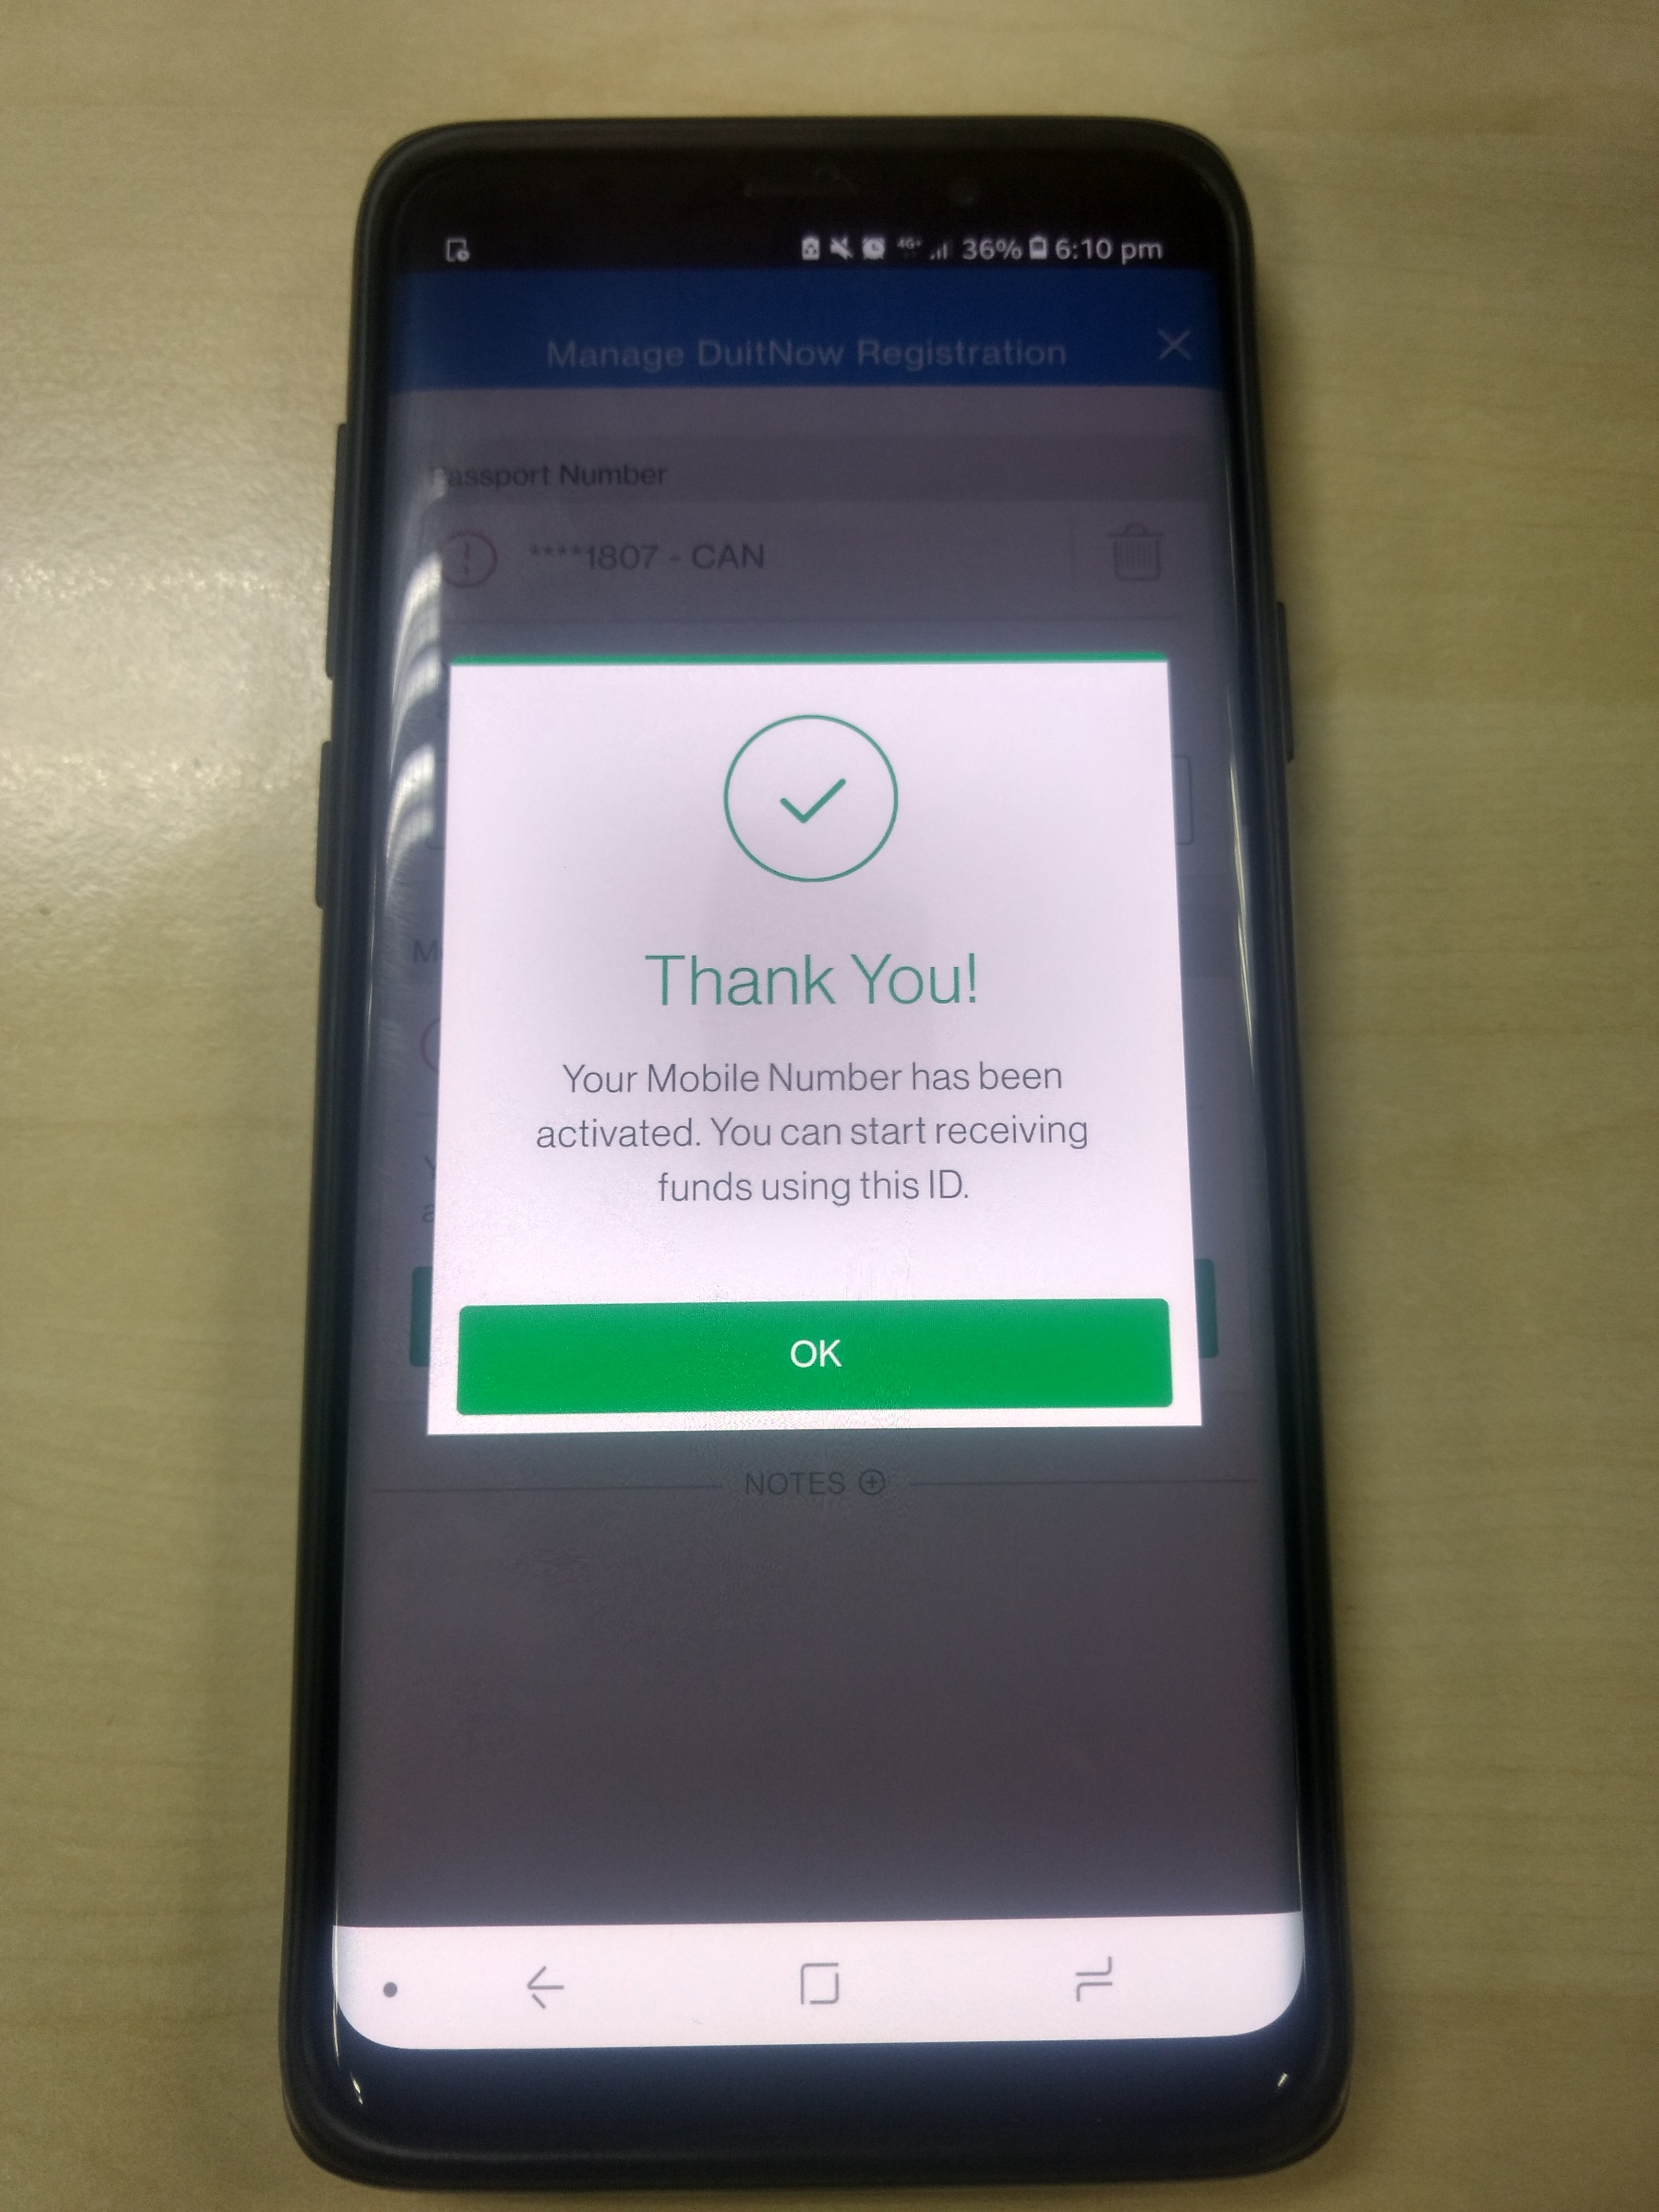 4G+ 36% 6:10 pm
Manage DuitNow Registration
Passport Number
****1807 - CAN
Thank You!
Your Mobile Number has been
activated. You can start receiving
funds using this ID.
OK
NOTES